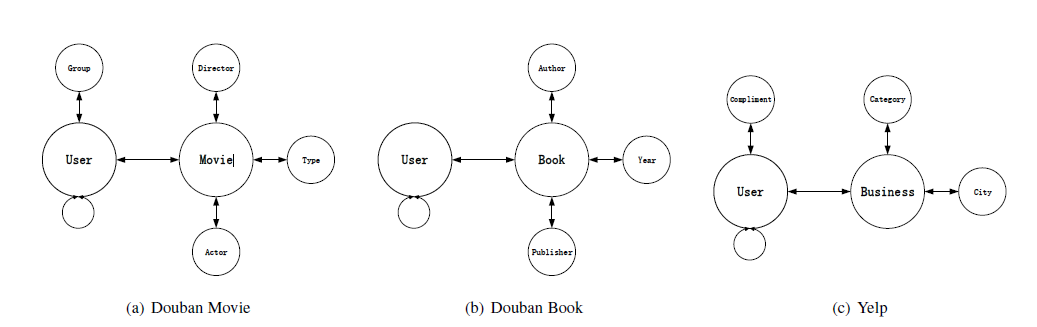 Group
Director
User
Movie
Type
Actor
(a) Douban Movie
Author
User
Book
Year
Publisher
(b) Douban Book
Compliment
Category
User
Business
City
(c) Yelp